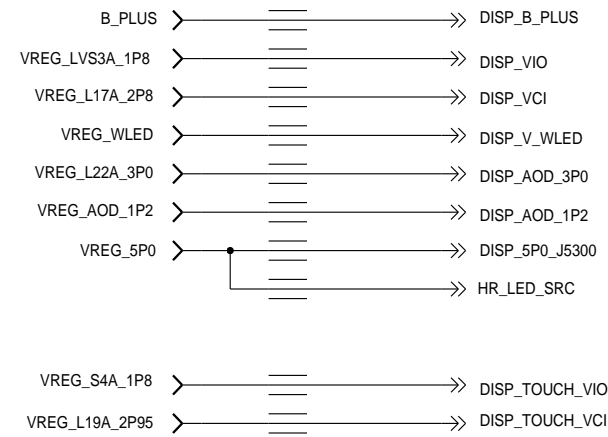 B_PLUS DISP_B_PLUS
VREG_LVS3A_1P8 DISP_VIO
VREG_L17A_2P8 DISP_VCI
VREG_WLED DISP_V_WLED
VREG_L22A_3P0 DISP_AOD_3P0
VREG_AOD_1P2 DISP_AOD_1P2
VREG_5P0 DISP_5P0_J5300
HR_LED_SRC
VREG_S4A_1P8 DISP_TOUCH_VIO
VREG_L19A_2P95 DISP_TOUCH_VCI